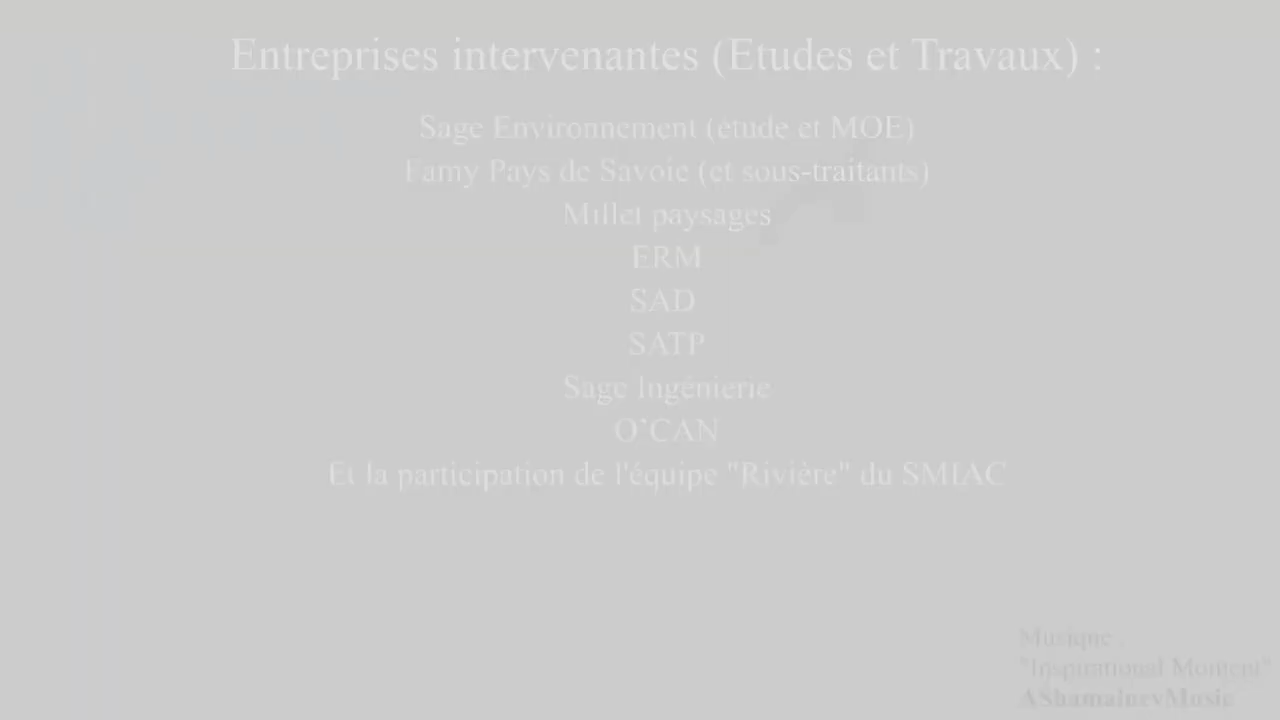 Entreprises intervenantes (Etudes et Travaux) :
Sage Environnement (étude et MOE)
Famy Pays de Savoie (et sous-traitants)
Millet paysages
ERM
SAD
SATP
Sage Ingénierie
O'CAN
Et la participation de l'équipe "Rivière" du SMIAC
Musique :
"Inspirational Moment"
AShamaluevMusic